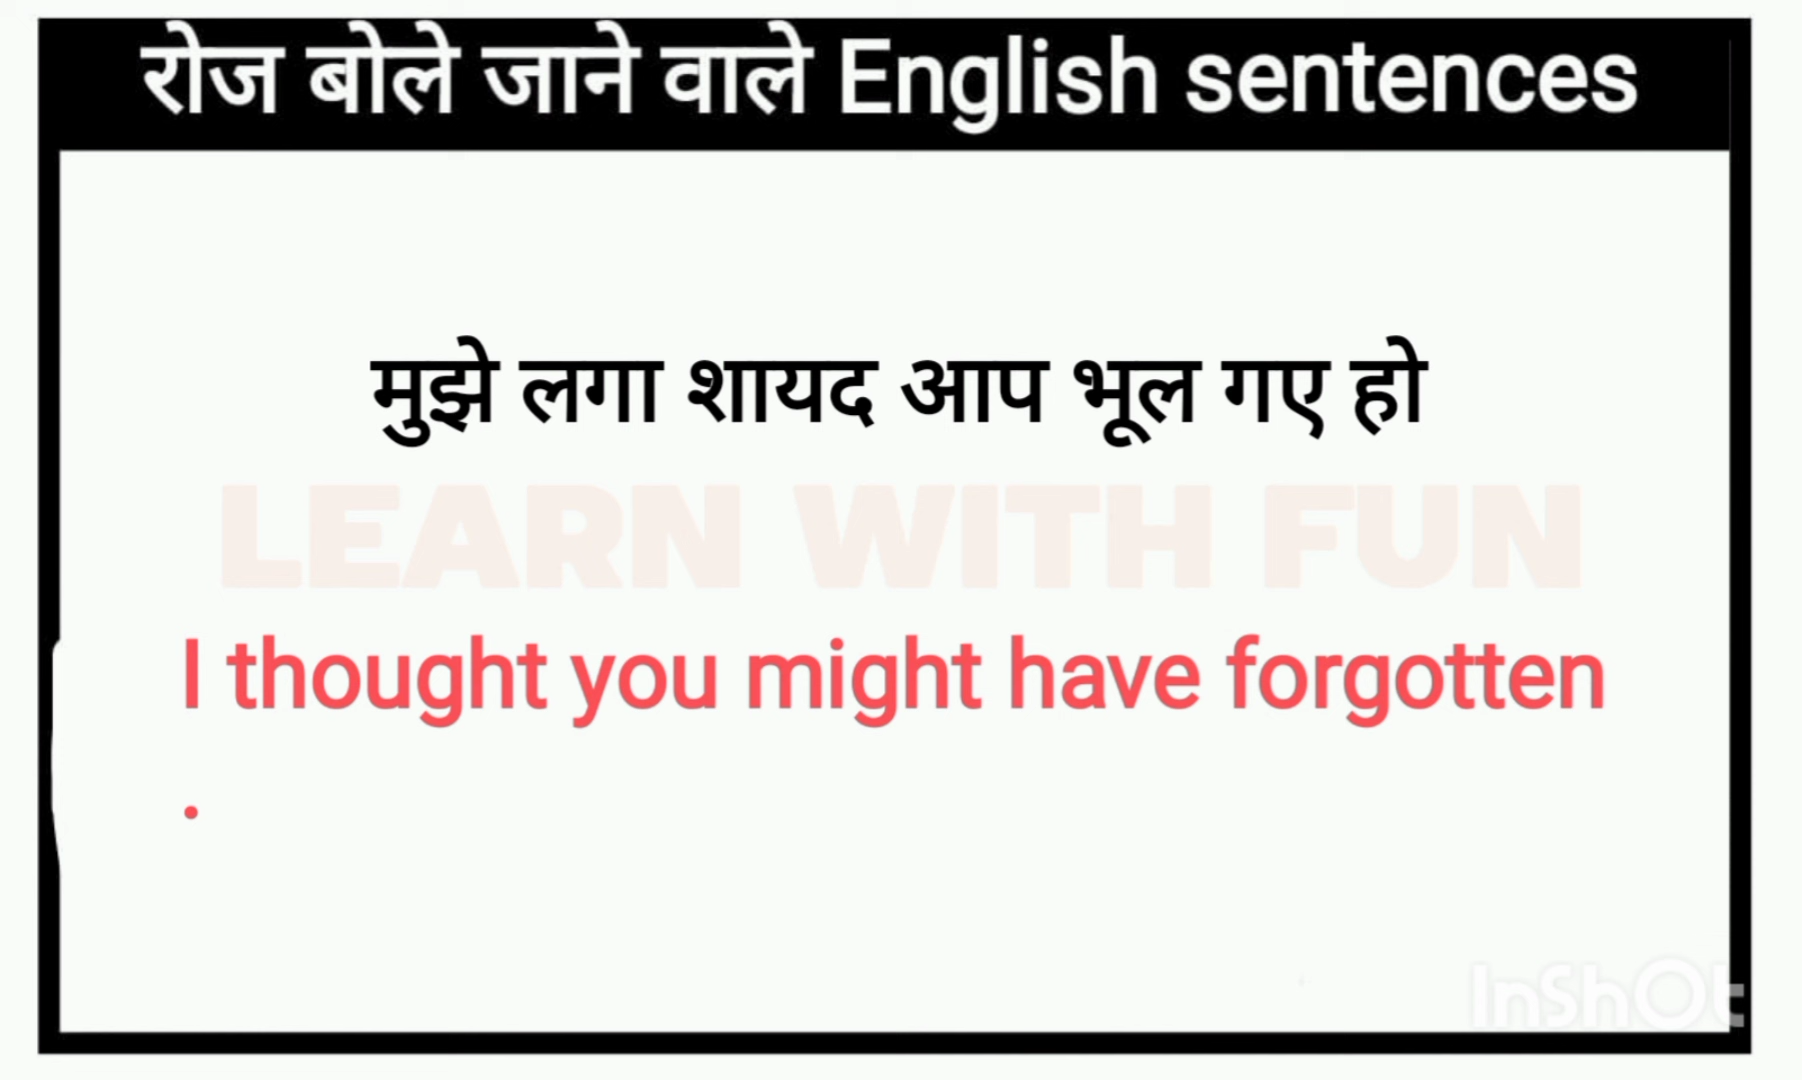 रोज बोले जाने वाले English sentences
मुझे लगा शायद आप भूल गए हो
LEARN WITH FUN
I thought you might have forgotten
.
InShOt